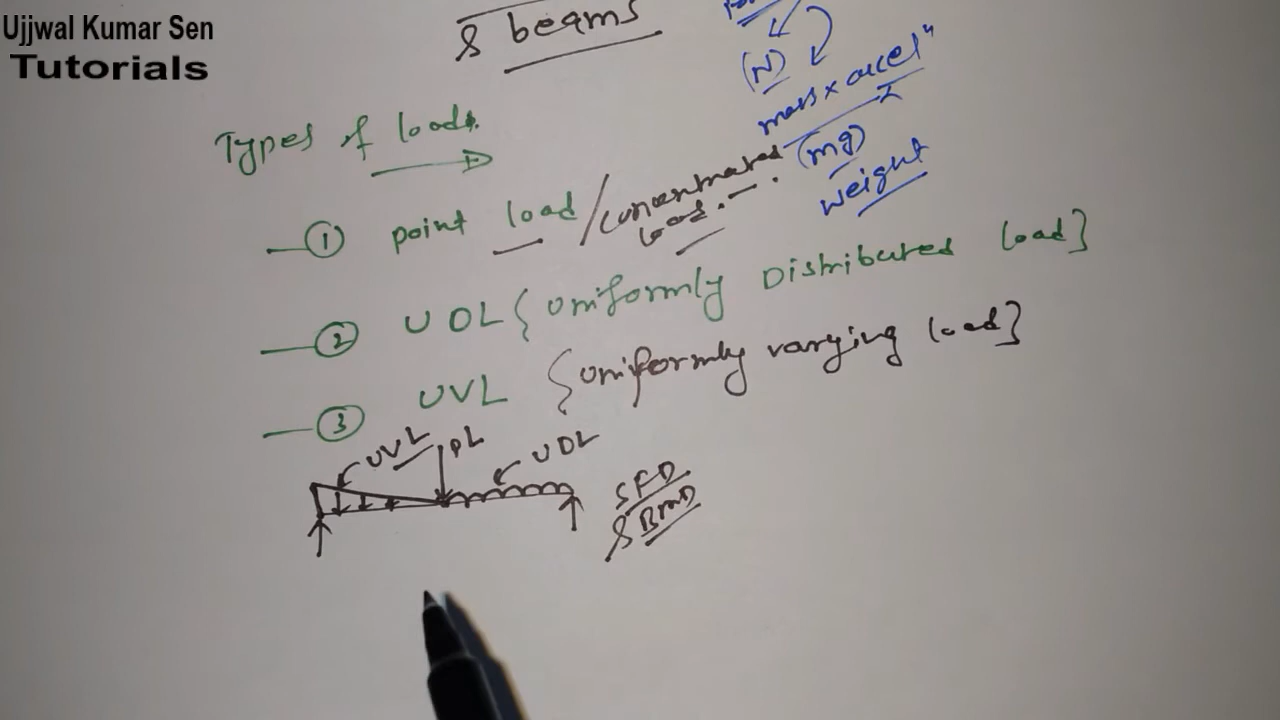 Ujjwal Kumar Sen
Tutorials
& beams
(N)
mass × accelⁿ
(mg)
weight
Types of loads.
① point load / concentrated
load.
② UDL { Uniformly Distributed load]
③ UVL { Uniformly varying load}
UVL
PL
UDL
SFD
& BMD